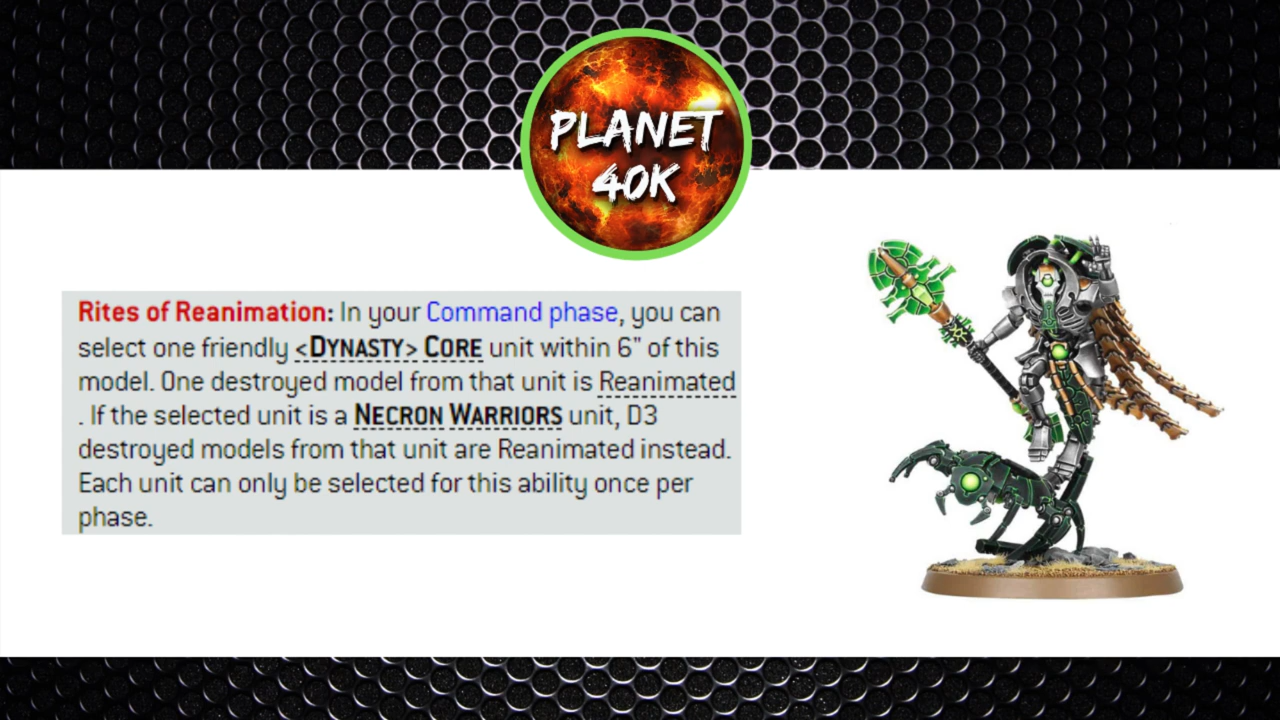 PLANET
40K
Rites of Reanimation: In your Command phase, you can
select one friendly <DYNASTY> CORE unit within 6" of this
model. One destroyed model from that unit is Reanimated
. If the selected unit is a NECRON WARRIORS unit, D3
destroyed models from that unit are Reanimated instead.
Each unit can only be selected for this ability once per
phase.